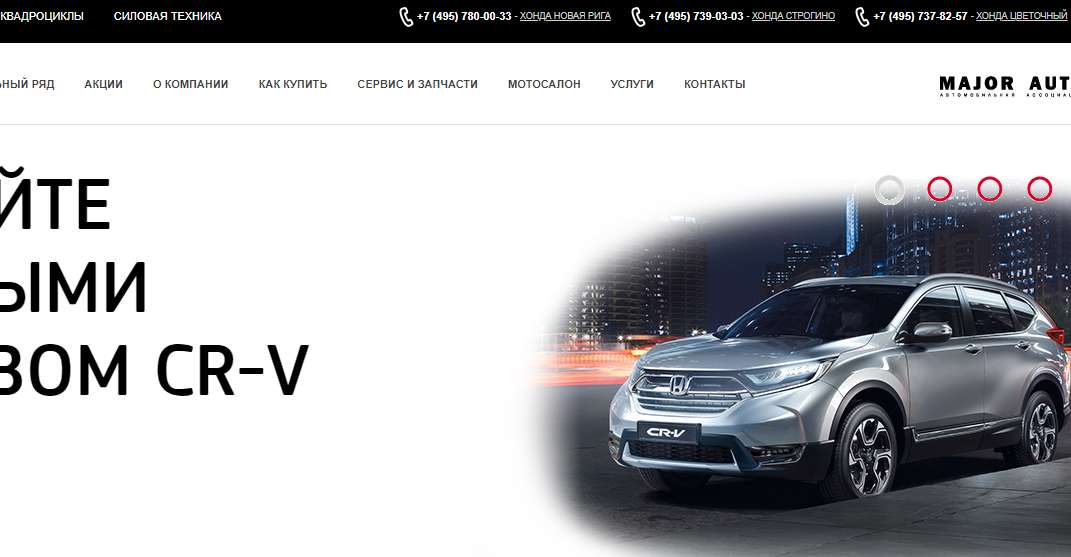 КВАДРОЦИКЛЫ СИЛОВАЯ ТЕХНИКА +7 (495) 780-00-33 - ХОНДА НОВАЯ РИГА +7 (495) 739-03-03 - ХОНДА СТРОГИНО +7 (495) 737-82-57 - ХОНДА ЦВЕТОЧНЫЙ
ЬНЫЙ РЯД АКЦИИ О КОМПАНИИ КАК КУПИТЬ СЕРВИС И ЗАПЧАСТИ МОТОСАЛОН УСЛУГИ КОНТАКТЫ
MAJOR AUT
АВТОМОБИЛЬНАЯ АССОЦИАЦ
ЙТЕ
ЫМИ
ВОМ CR-V
CR-V